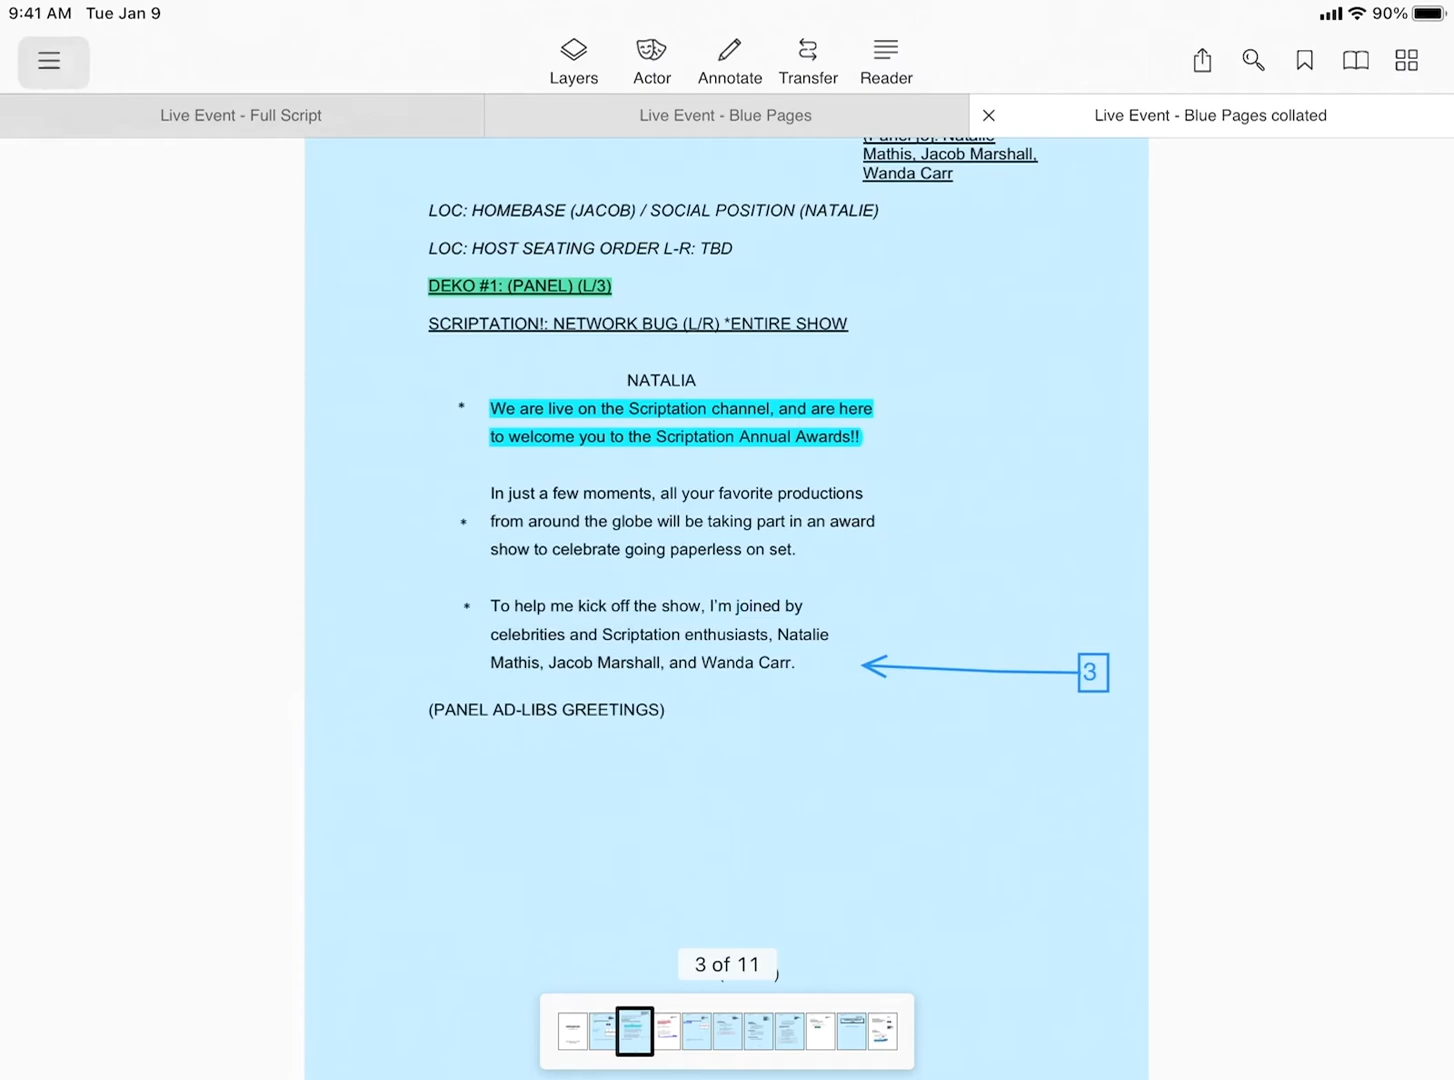 9:41 AM Tue Jan 9
90%
Layers
Actor
Annotate
Transfer
Reader
Live Event - Full Script
Live Event - Blue Pages
Live Event - Blue Pages collated
Mathis, Jacob Marshall,
Wanda Carr
LOC: HOMEBASE (JACOB) / SOCIAL POSITION (NATALIE)
LOC: HOST SEATING ORDER L-R: TBD
DEKO #1: (PANEL) (L/3)
SCRIPTATION!: NETWORK BUG (L/R) *ENTIRE SHOW
NATALIA
* We are live on the Scriptation channel, and are here
to welcome you to the Scriptation Annual Awards!!
In just a few moments, all your favorite productions
* from around the globe will be taking part in an award
show to celebrate going paperless on set.
* To help me kick off the show, I'm joined by
celebrities and Scriptation enthusiasts, Natalie
Mathis, Jacob Marshall, and Wanda Carr.
3
(PANEL AD-LIBS GREETINGS)
3 of 11